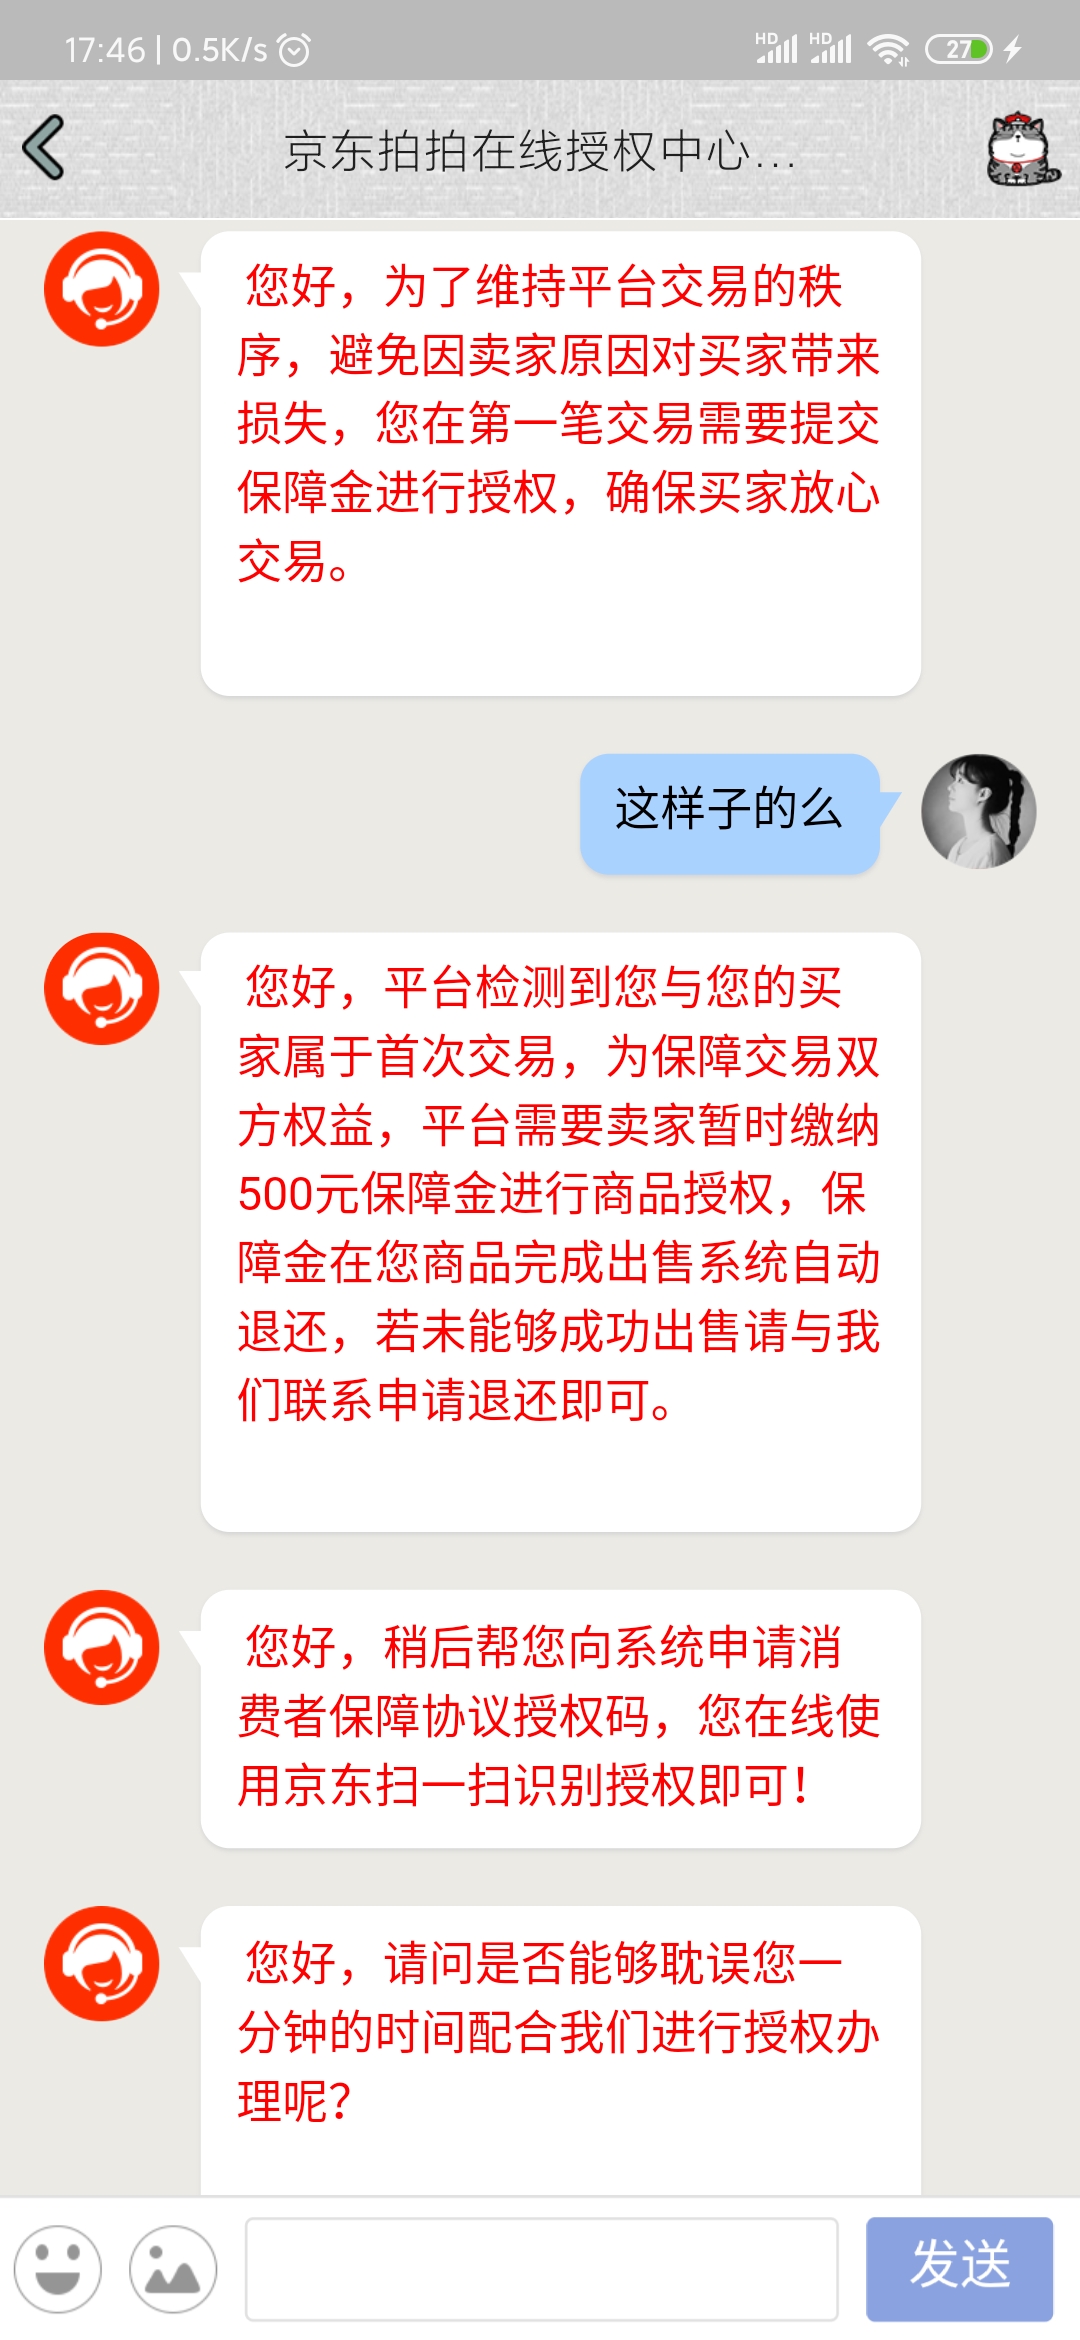 17:46 | 0.5K/s
HD HD 27
京东拍拍在线授权中心...
您好，为了维持平台交易的秩
序，避免因卖家原因对买家带来
损失，您在第一笔交易需要提交
保障金进行授权，确保买家放心
交易。
这样子的么
您好，平台检测到您与您的买
家属于首次交易，为保障交易双
方权益，平台需要卖家暂时缴纳
500元保障金进行商品授权，保
障金在您商品完成出售系统自动
退还，若未能够成功出售请与我
们联系申请退还即可。
您好，稍后帮您向系统申请消
费者保障协议授权码，您在线使
用京东扫一扫识别授权即可！
您好，请问是否能够耽误您一
分钟的时间配合我们进行授权办
理呢？
发送